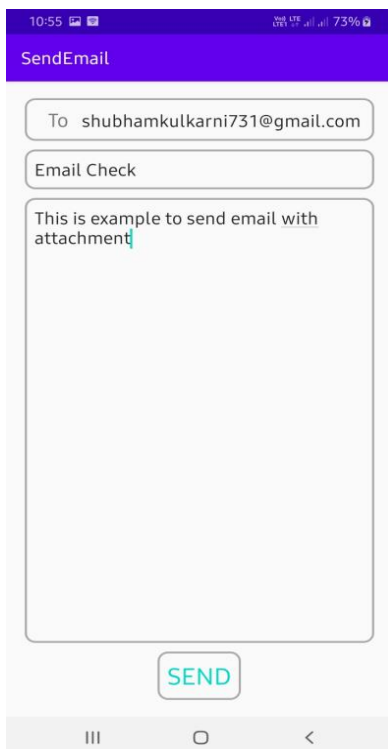 10:55 73%
SendEmail
To shubhamkulkarni731@gmail.com
Email Check
This is example to send email with
attachment
SEND